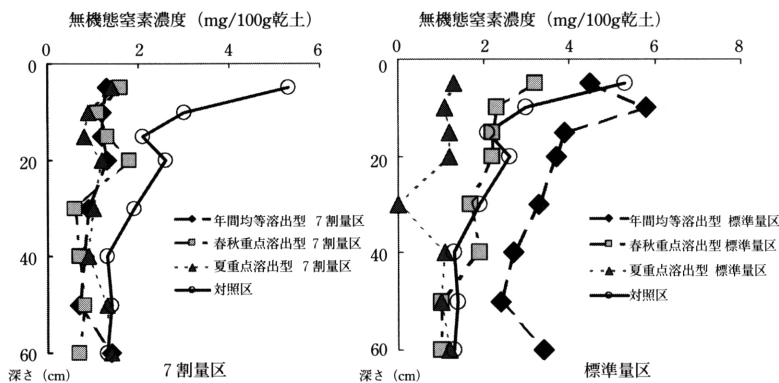 無機態窒素濃度（mg/100g乾土）
0 2 4 6
0
20
40
60
深さ（cm）
年間均等溶出型 7割量区
春秋重点溶出型 7割量区
夏重点溶出型 7割量区
対照区
7割量区
無機態窒素濃度（mg/100g乾土）
0 2 4 6 8
0
20
40
60
深さ（cm）
年間均等溶出型 標準量区
春秋重点溶出型 標準量区
夏重点溶出型 標準量区
対照区
標準量区